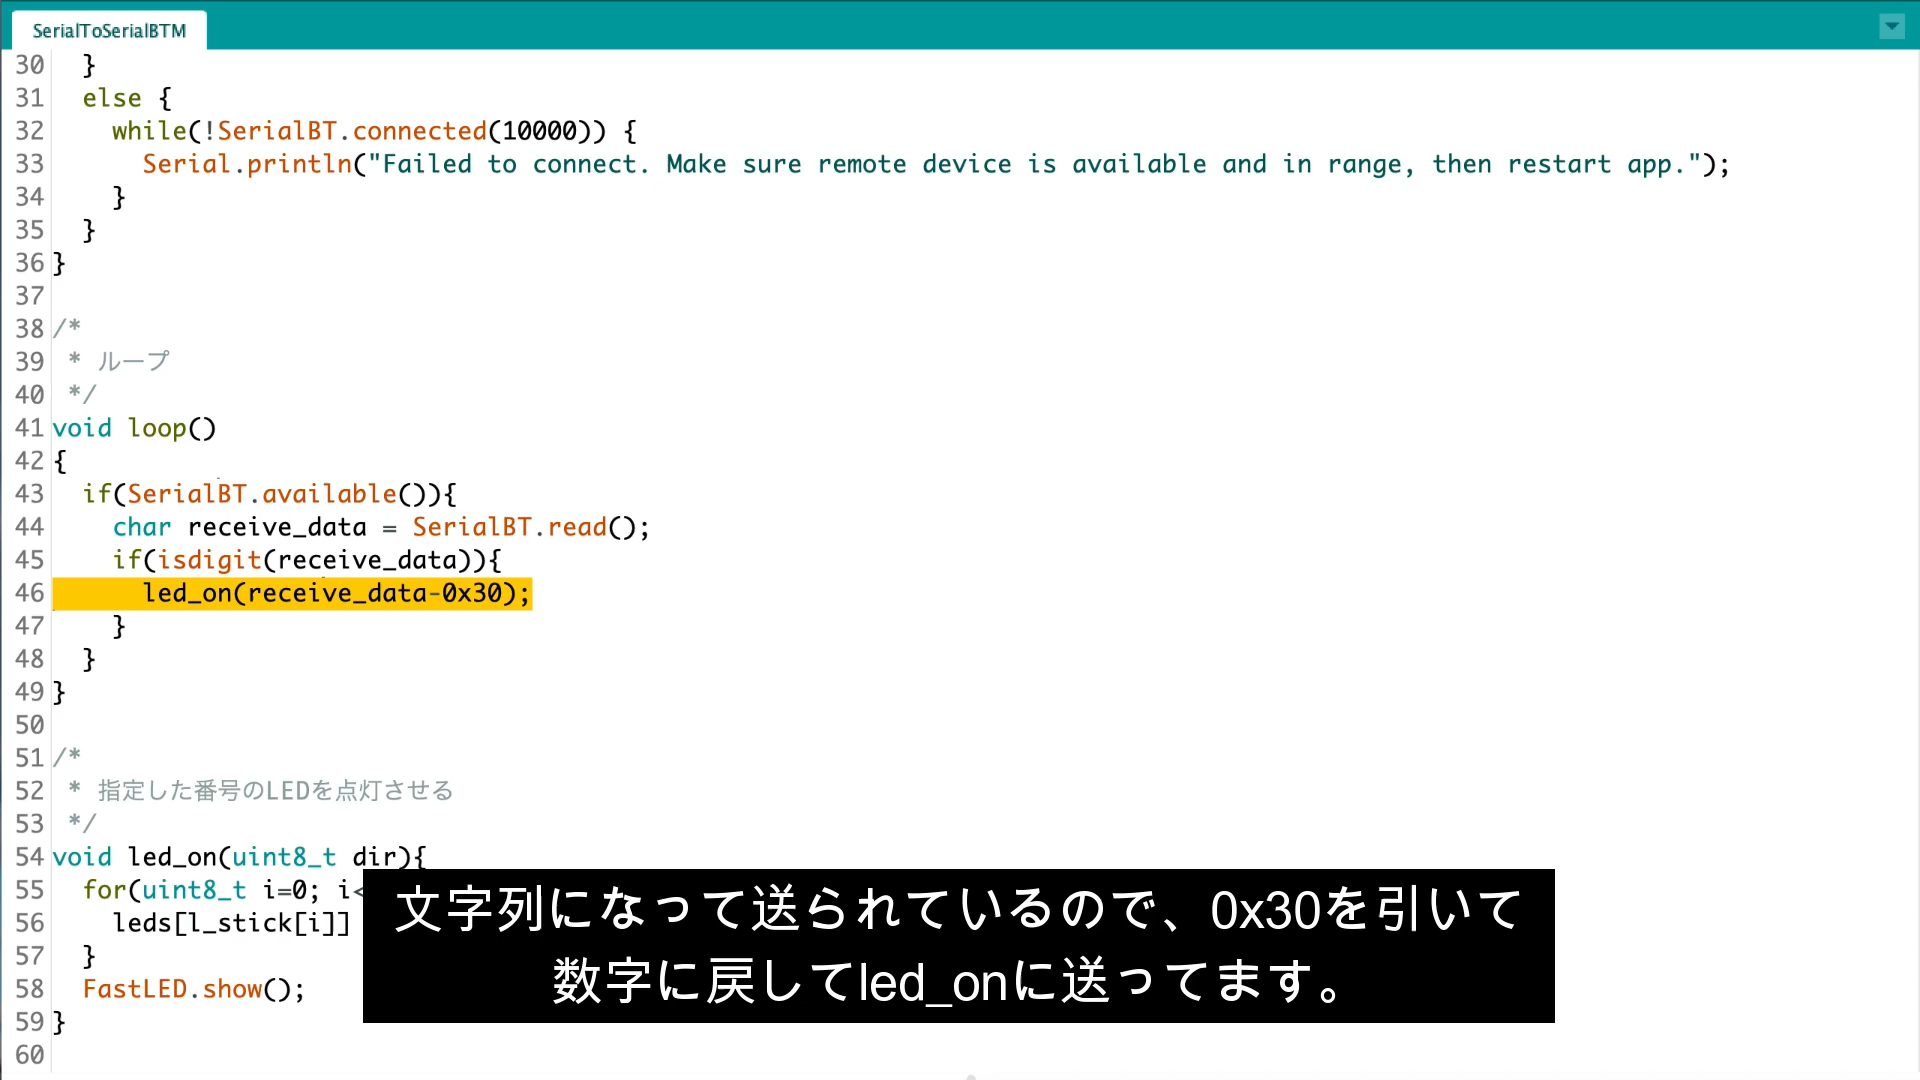 SerialToSerialBTM
30   }
31   else {
32     while(!SerialBT.connected(10000)) {
33       Serial.println("Failed to connect. Make sure remote device is available and in range, then restart app.");
34     }
35   }
36 }
37
38 /*
39  * ループ
40  */
41 void loop()
42 {
43   if(SerialBT.available()){
44     char receive_data = SerialBT.read();
45     if(isdigit(receive_data)){
46       led_on(receive_data-0x30);
47     }
48   }
49 }
50
51 /*
52  * 指定した番号のLEDを点灯させる
53  */
54 void led_on(uint8_t dir){
55   for(uint8_t i=0; i<
56     leds[l_stick[i]]
57   }
58   FastLED.show();
59 }
60
文字列になって送られているので、0x30を引いて
数字に戻してled_onに送ってます。